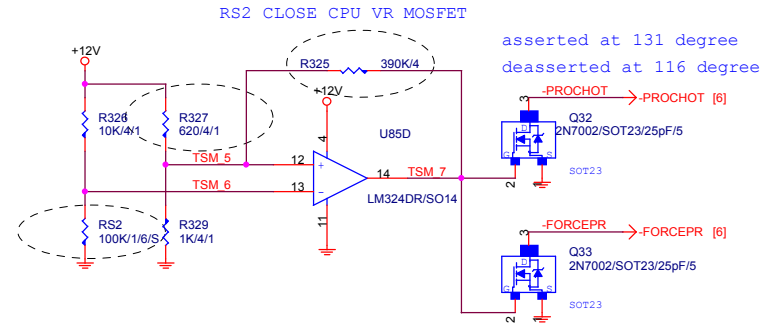 RS2 CLOSE CPU VR MOSFET
asserted at 131 degree
deasserted at 116 degree
+12V
R325
390K/4
+12V
-PROCHOT
-PROCHOT [6]
R326
10K/4/1
R327
620/4/1
4
U85D
3
Q32
2N7002/SOT23/25pF/5
D
G
S
SOT23
2
1
TSM_5
12
+
TSM_6
13
-
14
TSM_7
LM324DR/SO14
11
RS2
100K/1/6/S
R329
1K/4/1
-FORCEPR
-FORCEPR [6]
3
Q33
2N7002/SOT23/25pF/5
D
G
S
SOT23
2
1